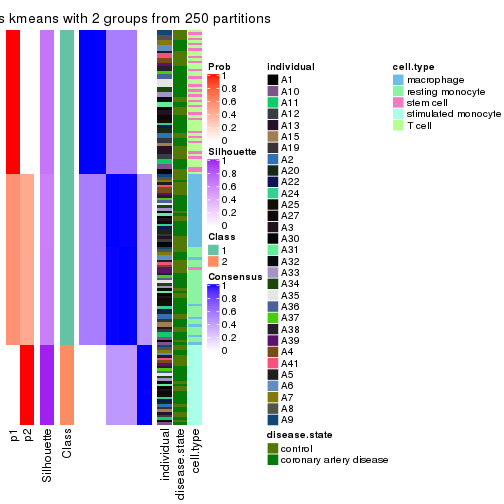 s kmeans with 2 groups from 250 partitions
Prob
1
0.8
0.6
0.4
0.2
0
Silhouette
1
0.8
0.6
0.4
0.2
0
Class
1
2
Consensus
1
0.8
0.6
0.4
0.2
0
individual
A1
A10
A11
A12
A13
A15
A19
A2
A20
A22
A24
A25
A27
A3
A30
A31
A32
A33
A34
A35
A36
A37
A38
A39
A4
A41
A5
A6
A7
A8
A9
disease.state
control
coronary artery disease
cell.type
macrophage
resting monocyte
stem cell
stimulated monocyte
T cell
p1
p2
Silhouette
Class
individual
disease.state
cell.type